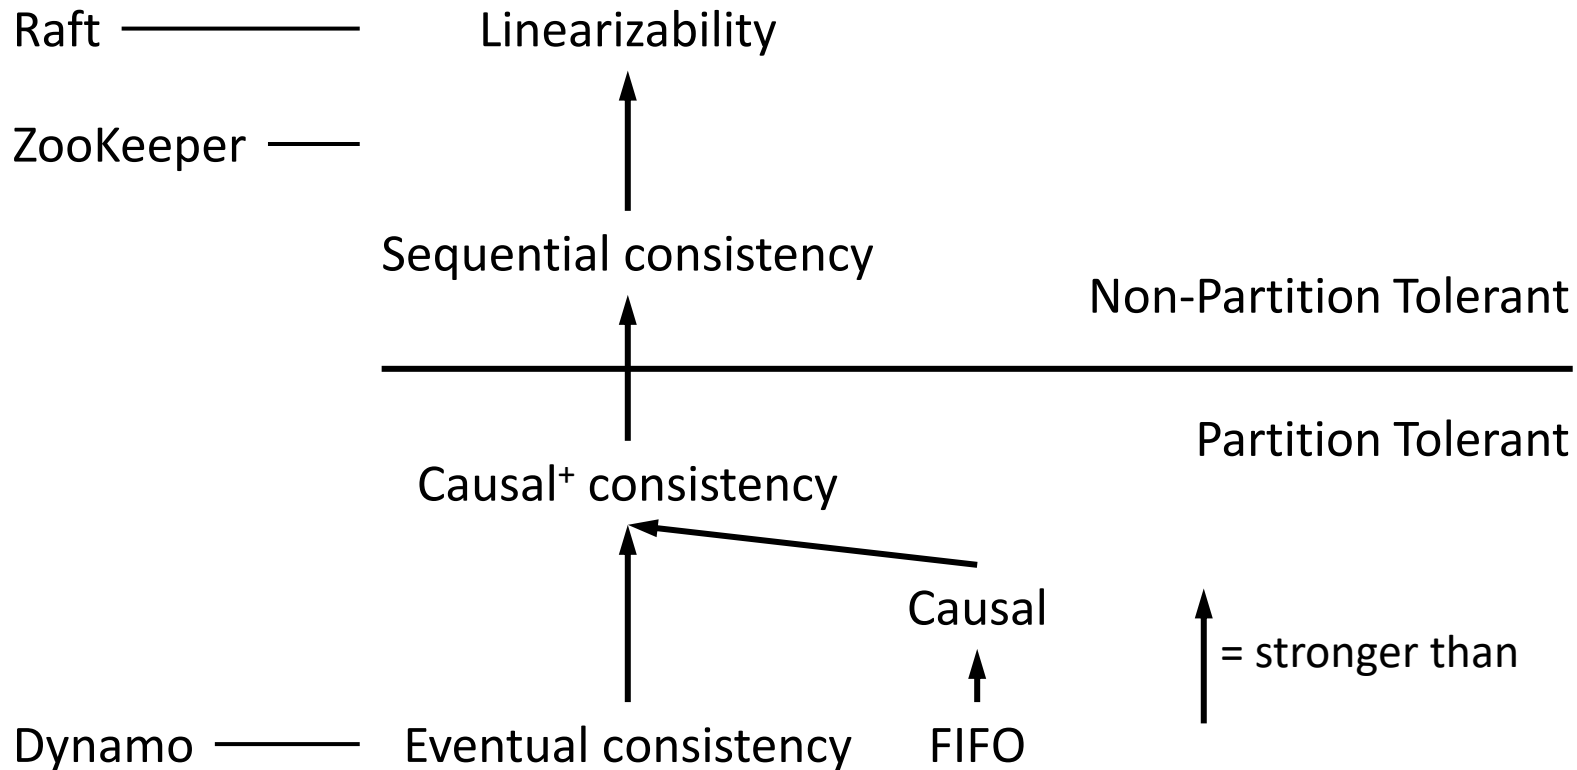 Raft
Linearizability
ZooKeeper
Sequential consistency
Non-Partition Tolerant
Partition Tolerant
Causal⁺ consistency
Causal
= stronger than
Dynamo
Eventual consistency
FIFO